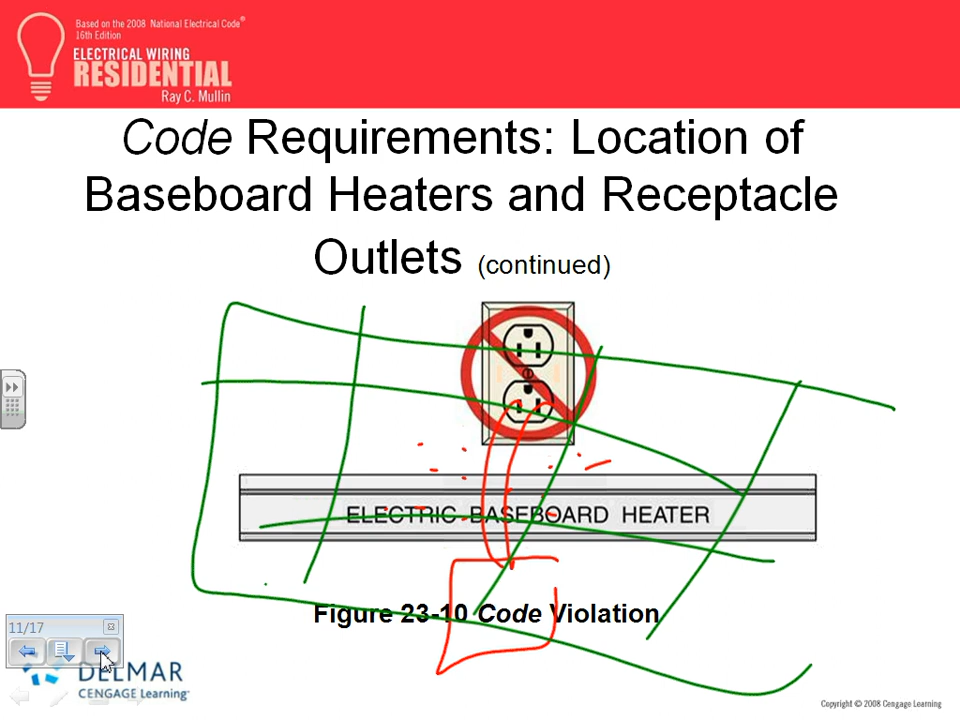 Based on the 2008 National Electrical Code®
16th Edition
ELECTRICAL WIRING
RESIDENTIAL
Ray C. Mullin
Code Requirements: Location of
Baseboard Heaters and Receptacle
Outlets (continued)
ELECTRIC BASEBOARD HEATER
Figure 23-10 Code Violation
11/17
DELMAR
CENGAGE Learning™
Copyright © 2008 Cengage Learning